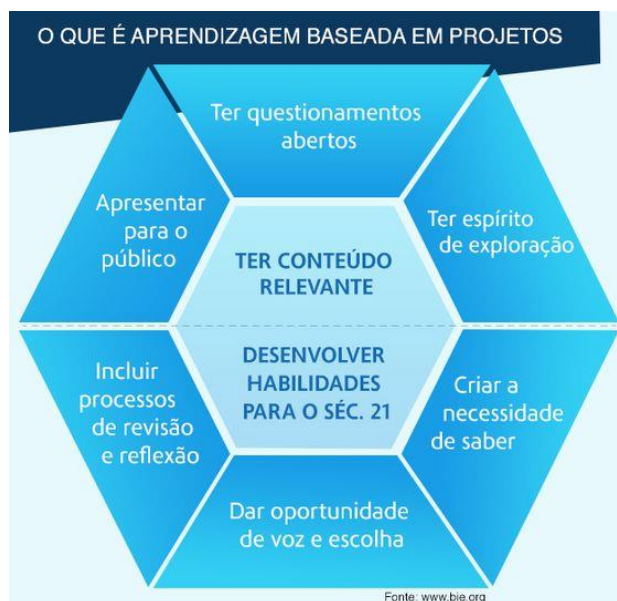 O QUE É APRENDIZAGEM BASEADA EM PROJETOS
Ter questionamentos
abertos
Ter espírito
de exploração
Criar a
necessidade
de saber
Dar oportunidade
de voz e escolha
Incluir
processos
de revisão
e reflexão
Apresentar
para o
público
TER CONTEÚDO
RELEVANTE
DESENVOLVER
HABILIDADES
PARA O SÉC. 21
Fonte: www.bie.org